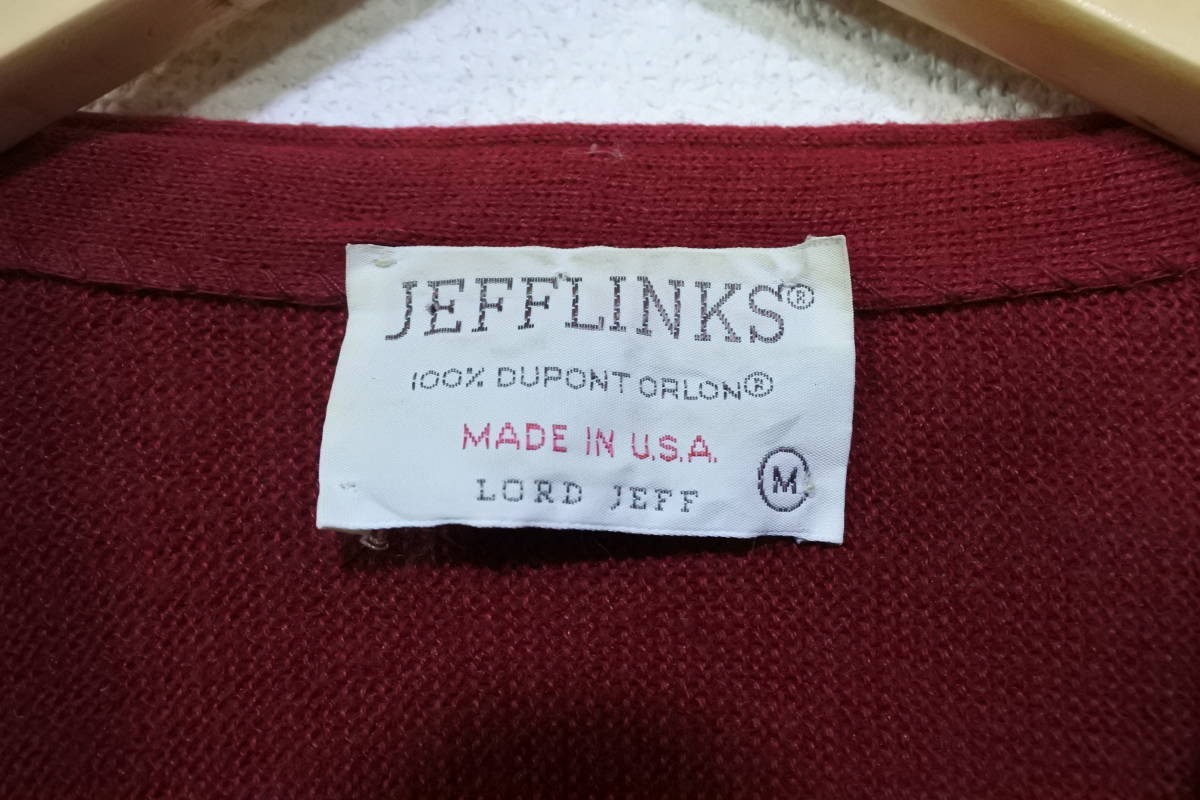 JEFFLINKS®
100% DUPONT ORLON®
MADE IN U.S.A.
LORD JEFF
M